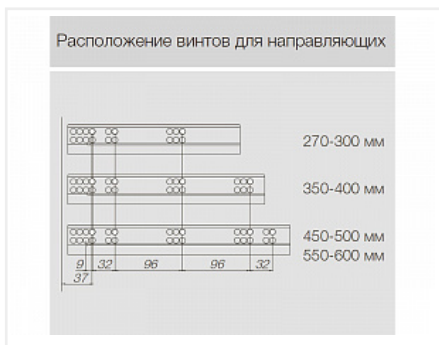 Расположение винтов для направляющих
270-300 мм
350-400 мм
450-500 мм
550-600 мм
9 32 96 96 32
37